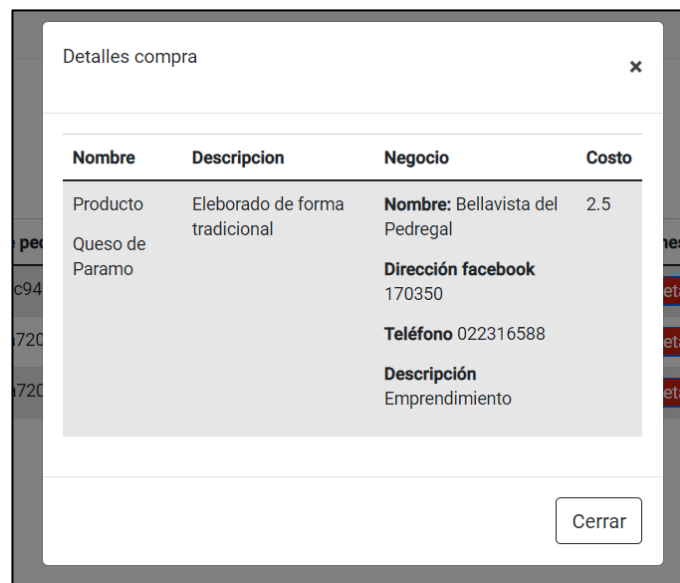 Detalles compra
×
Nombre Descripcion Negocio Costo
Producto Eleborado de forma Nombre: Bellavista del 2.5
tradicional Pedregal
Queso de
Paramo Dirección facebook
170350
Teléfono 022316588
Descripción
Emprendimiento
Cerrar